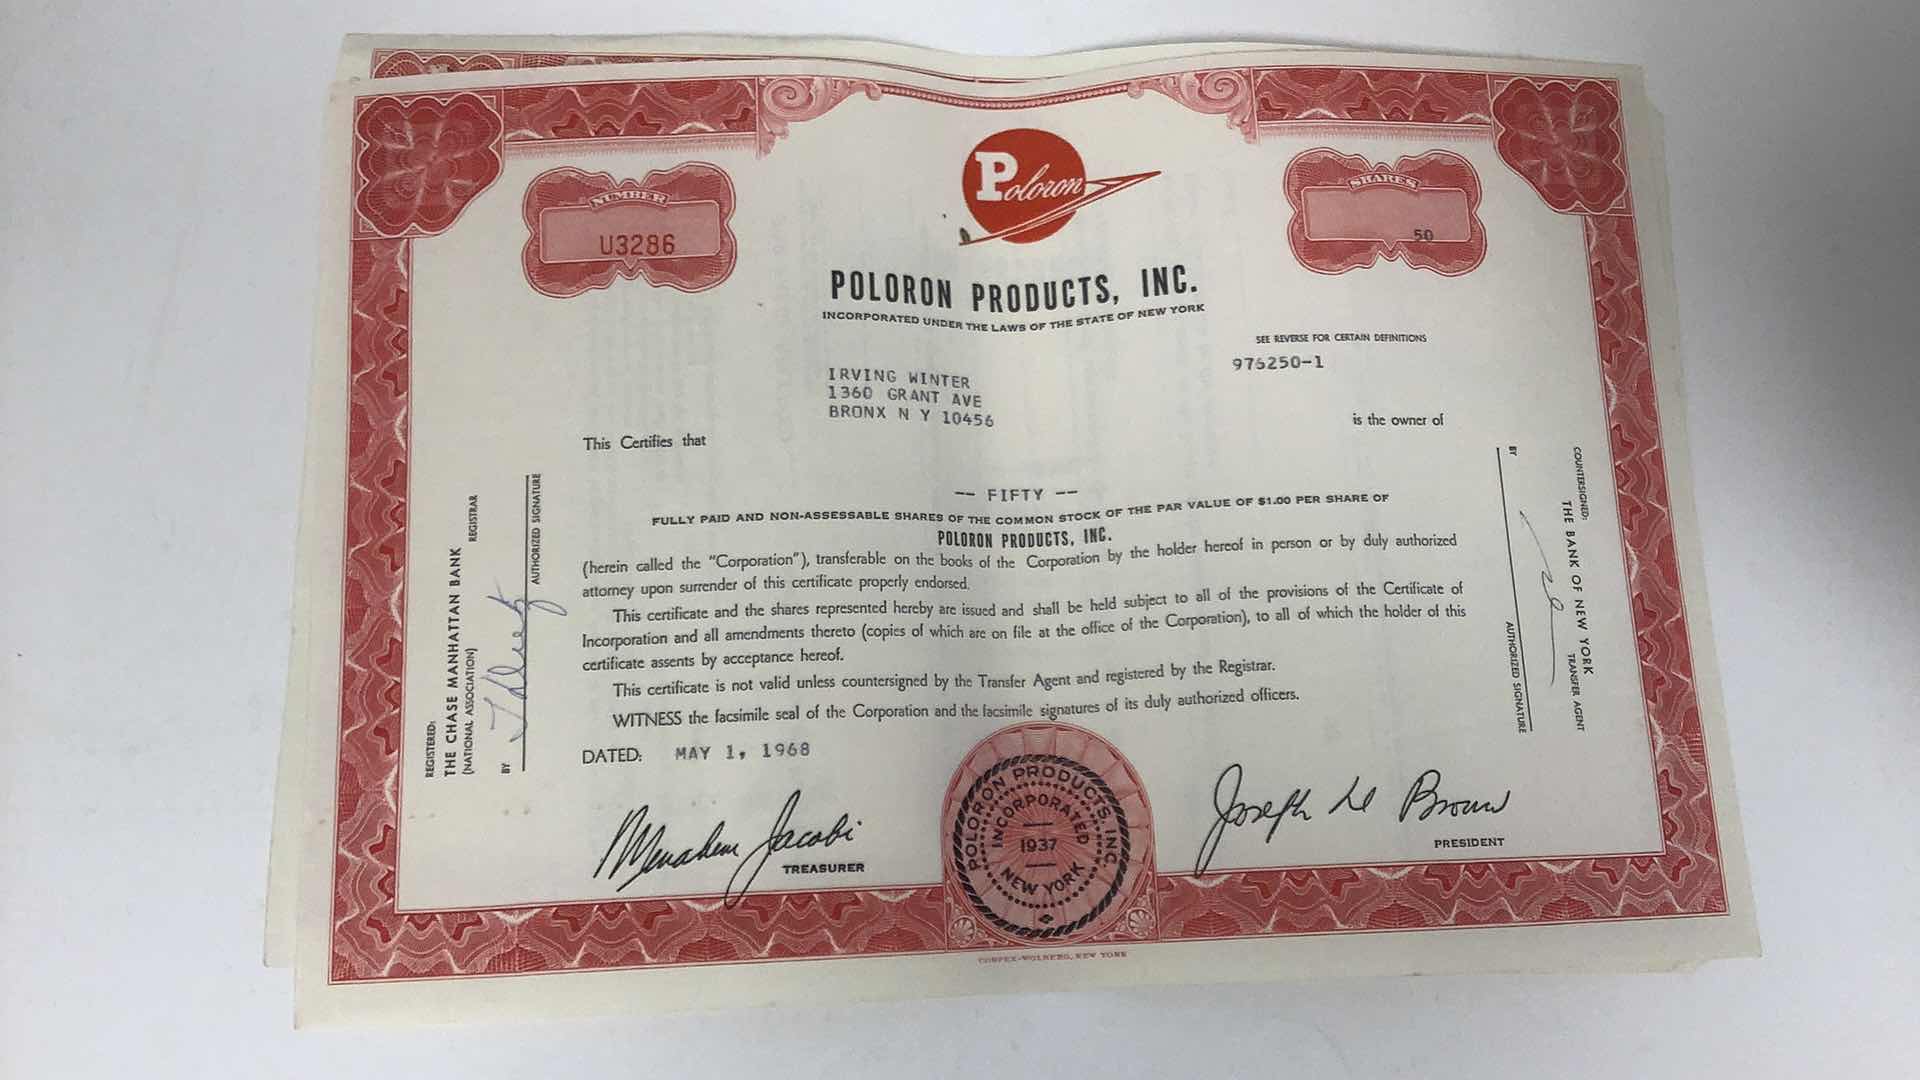 NUMBER
U3286
Poloron
SHARES
50
POLORON PRODUCTS, INC.
INCORPORATED UNDER THE LAWS OF THE STATE OF NEW YORK
SEE REVERSE FOR CERTAIN DEFINITIONS
976250-1
IRVING WINTER
1360 GRANT AVE
BRONX N Y 10456
This Certifies that
is the owner of
-- FIFTY --
FULLY PAID AND NON-ASSESSABLE SHARES OF THE COMMON STOCK OF THE PAR VALUE OF $1.00 PER SHARE OF
POLORON PRODUCTS, INC.
(herein called the "Corporation"), transferable on the books of the Corporation by the holder hereof in person or by duly authorized
attorney upon surrender of this certificate properly endorsed.
This certificate and the shares represented hereby are issued and shall be held subject to all of the provisions of the Certificate of
Incorporation and all amendments thereto (copies of which are on file at the office of the Corporation), to all of which the holder of this
certificate assents by acceptance hereof.
This certificate is not valid unless countersigned by the Transfer Agent and registered by the Registrar.
WITNESS the facsimile seal of the Corporation and the facsimile signatures of its duly authorized officers.
DATED: MAY 1, 1968
Menahem Jacobi
TREASURER
POLORON PRODUCTS, INC.
INCORPORATED
1937
NEW YORK
Joseph De Brown
PRESIDENT
REGISTERED:
THE CHASE MANHATTAN BANK
(NATIONAL ASSOCIATION) REGISTRAR
BY
AUTHORIZED SIGNATURE
COUNTERSIGNED:
THE BANK OF NEW YORK
TRANSFER AGENT
BY
AUTHORIZED SIGNATURE
CORPEX-WOLBERG, NEW YORK